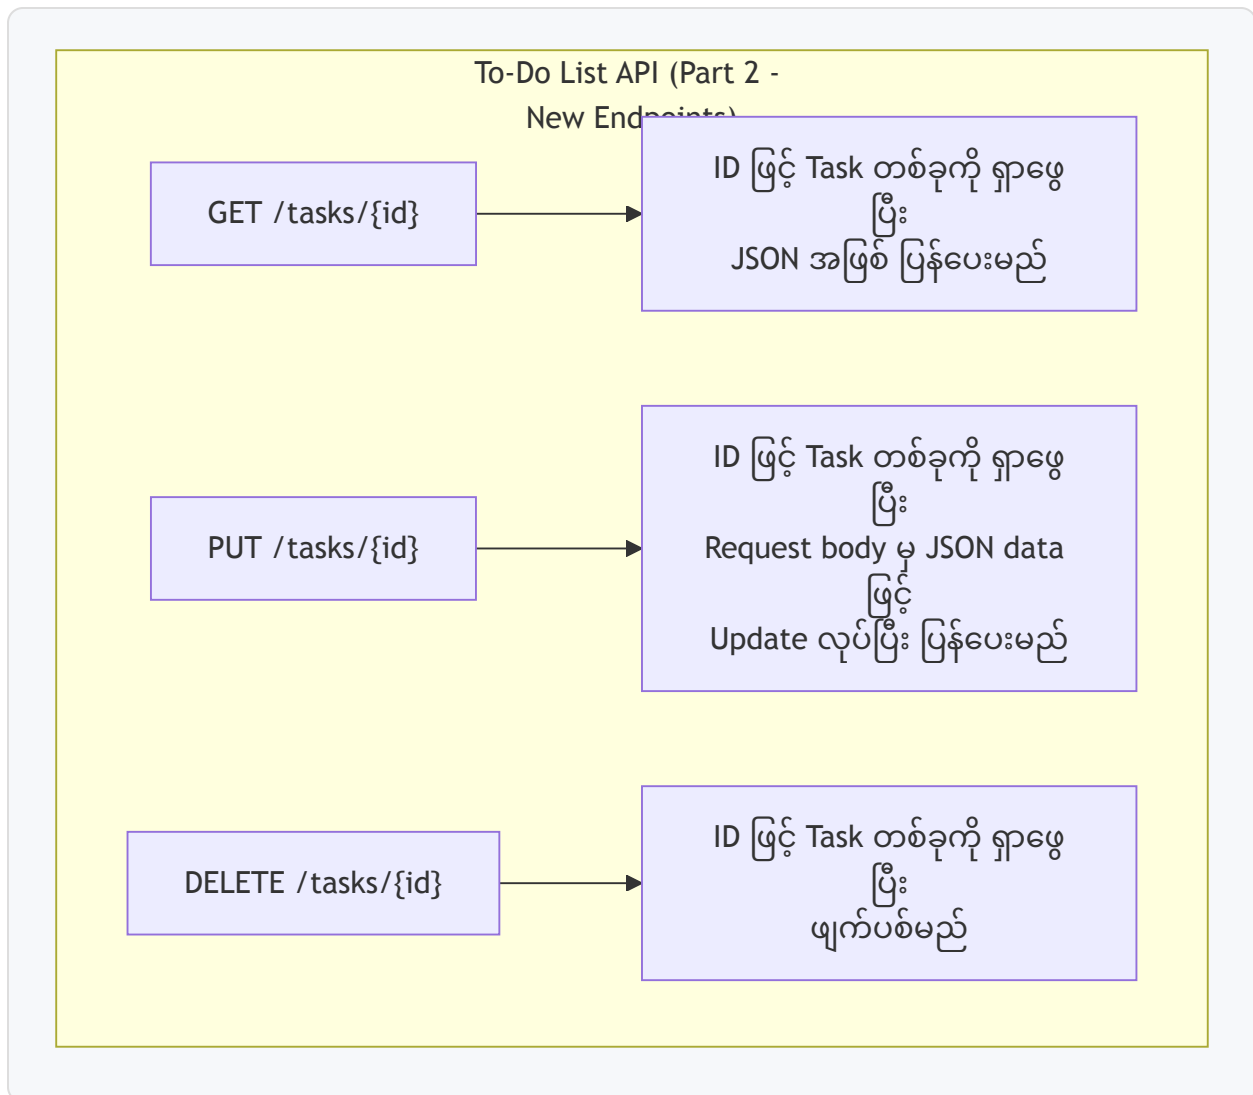 To-Do List API (Part 2 -
New Endpoints)
GET /tasks/{id}
ID ဖြင့် Task တစ်ခုကို ရှာဖွေ
ပြီး
JSON အဖြစ် ပြန်ပေးမည်
PUT /tasks/{id}
ID ဖြင့် Task တစ်ခုကို ရှာဖွေ
ပြီး
Request body မှ JSON data
ဖြင့်
Update လုပ်ပြီး ပြန်ပေးမည်
DELETE /tasks/{id}
ID ဖြင့် Task တစ်ခုကို ရှာဖွေ
ပြီး
ဖျက်ပစ်မည်